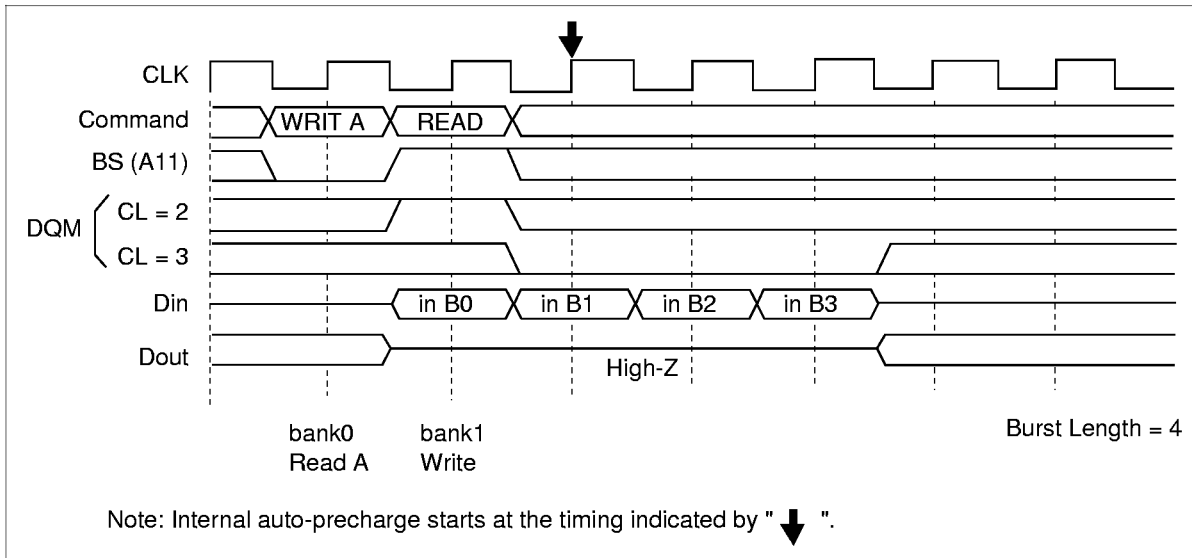 CLK
Command WRIT A READ
BS (A11)
DQM
CL = 2
CL = 3
Din in B0 in B1 in B2 in B3
Dout High-Z
bank0 bank1
Read A Write
Burst Length = 4
Note: Internal auto-precharge starts at the timing indicated by " ".